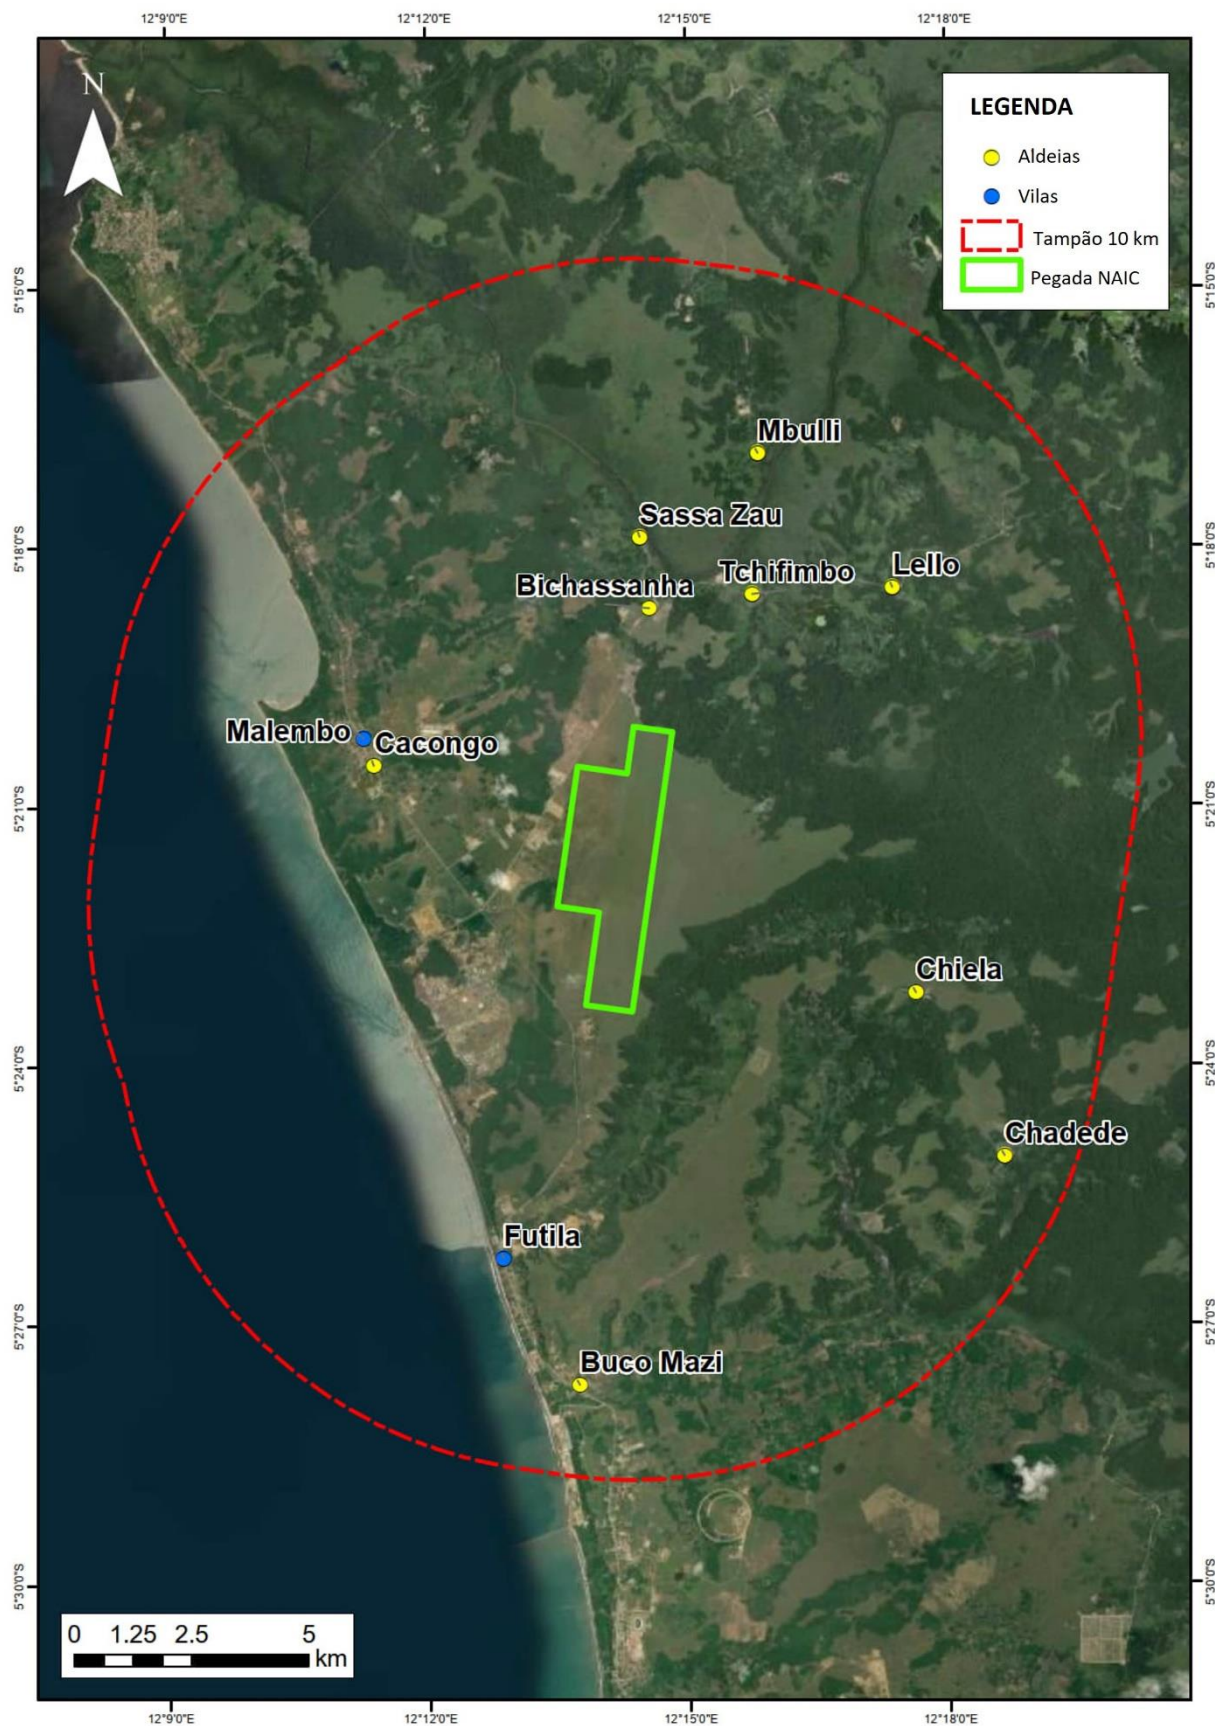 12°9'0"E
12°12'0"E
12°15'0"E
12°18'0"E
N
LEGENDA
Aldeias
Vilas
Tampão 10 km
Pegada NAIC
5°15'0"S
5°15'0"S
Mbulli
Sassa Zau
5°18'0"S
5°18'0"S
Tchifimbo
Lello
Bichassanha
Malembo
Cacongo
5°21'0"S
5°21'0"S
Chiela
5°24'0"S
5°24'0"S
Chadede
Futila
5°27'0"S
5°27'0"S
Buco Mazi
5°30'0"S
5°30'0"S
0 1.25 2.5 5
km
12°9'0"E
12°12'0"E
12°15'0"E
12°18'0"E